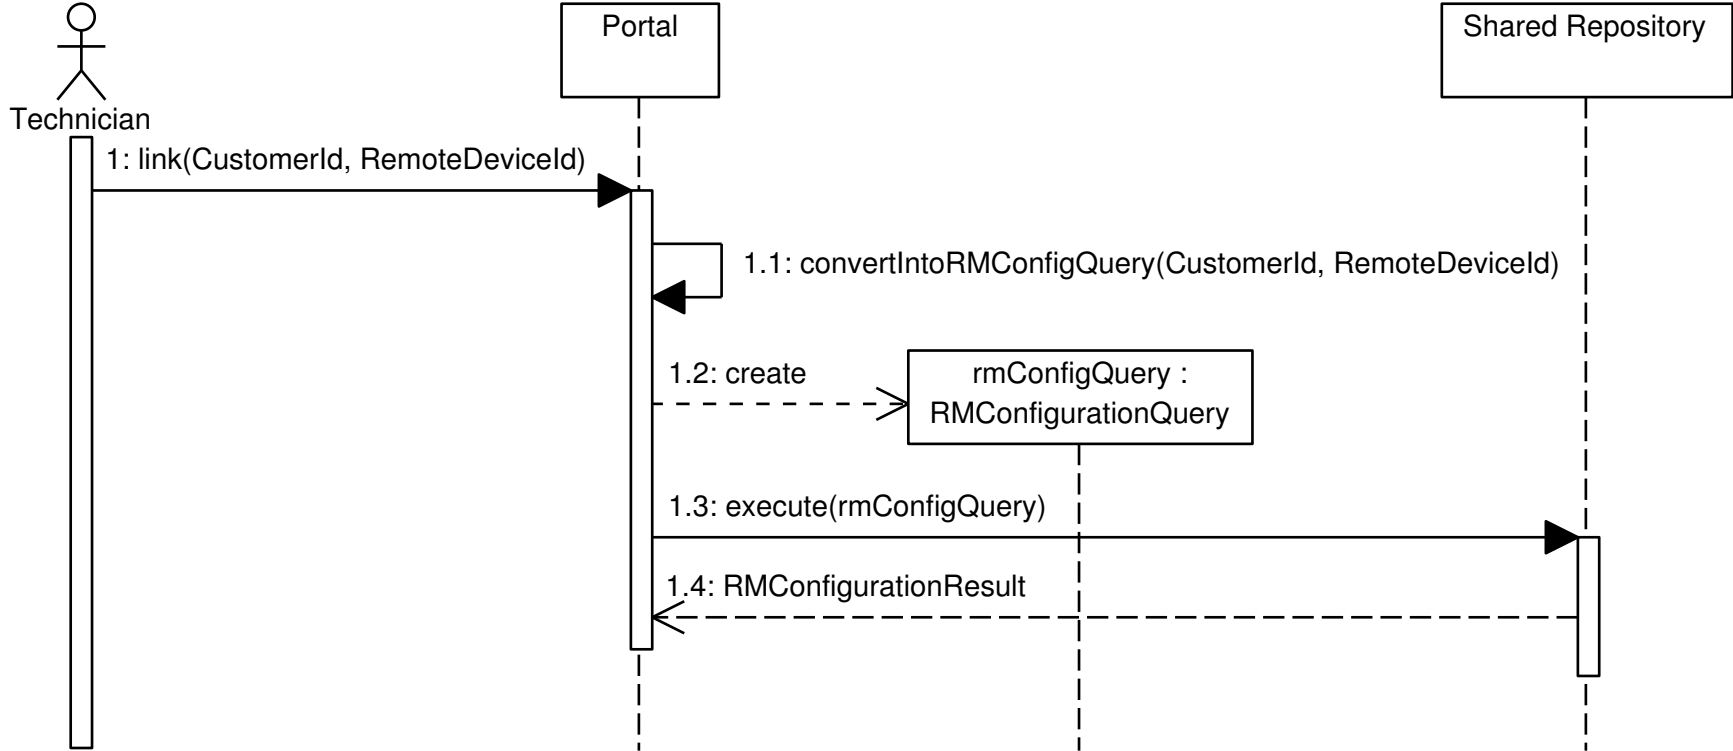 Portal
Shared Repository
Technician
1: link(CustomerId, RemoteDeviceId)
1.1: convertIntoRMConfigQuery(CustomerId, RemoteDeviceId)
1.2: create
rmConfigQuery :
RMConfigurationQuery
1.3: execute(rmConfigQuery)
1.4: RMConfigurationResult